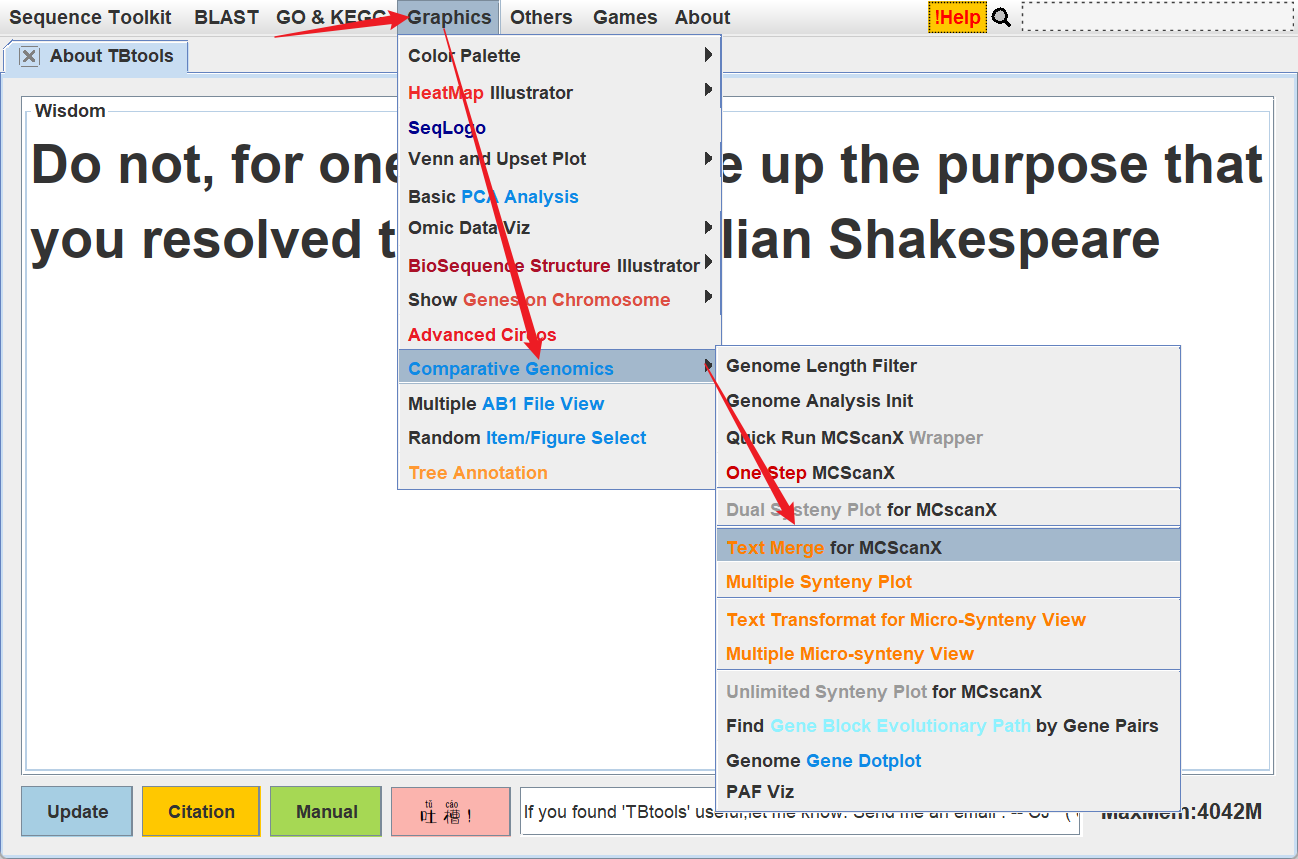 Sequence Toolkit BLAST GO & KEGG Graphics Others Games About !Help
About TBtools
Wisdom
Do not, for one e up the purpose that
you resolved t lian Shakespeare
Color Palette
HeatMap Illustrator
SeqLogo
Venn and Upset Plot
Basic PCA Analysis
Omic Data Viz
BioSequence Structure Illustrator
Show Genes on Chromosome
Advanced Circos
Comparative Genomics
Multiple AB1 File View
Random Item/Figure Select
Tree Annotation
Genome Length Filter
Genome Analysis Init
Quick Run MCScanX Wrapper
One Step MCScanX
Dual Systeny Plot for MCscanX
Text Merge for MCScanX
Multiple Synteny Plot
Text Transformat for Micro-Synteny View
Multiple Micro-synteny View
Unlimited Synteny Plot for MCscanX
Find Gene Block Evolutionary Path by Gene Pairs
Genome Gene Dotplot
PAF Viz
Update Citation Manual
tǔ cáo
吐 槽 !
If you found 'TBtools' useful,let me know. Send me an email . -- CJ
MaxMem:4042M